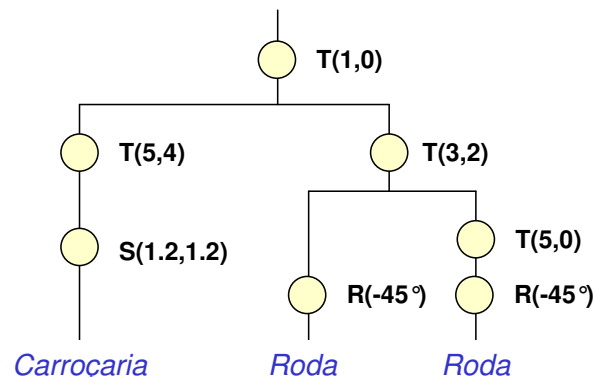 T(1,0)
T(5,4)
T(3,2)
S(1.2,1.2)
T(5,0)
R(-45°)
R(-45°)
Carroçaria
Roda
Roda